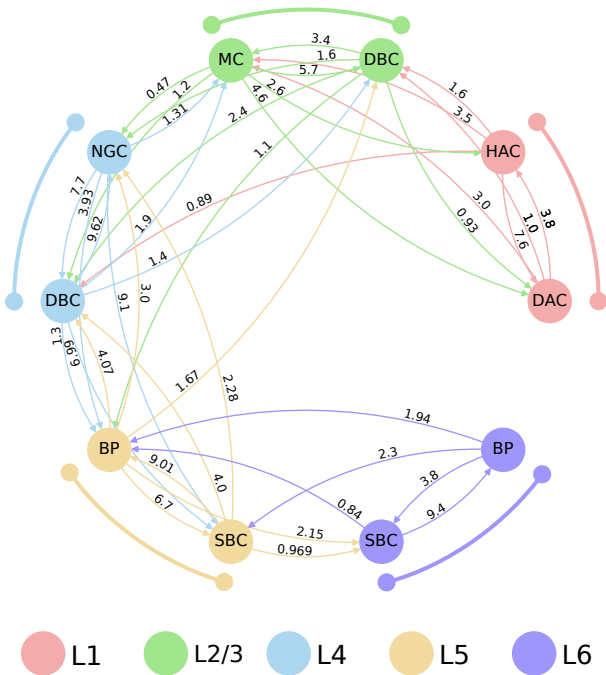 3.4
MC
DBC
1.6
5.7
0.47
1.2
2.6
1.6
4.6
1.31
2.4
3.5
NGC
1.1
HAC
7.7
3.93
0.89
9.62
1.9
3.0
0.93
1.0
3.8
7.6
1.4
DBC
9.1
3.0
DAC
1.3
6.99
4.07
1.67
2.28
1.94
BP
9.01
4.0
2.3
BP
3.8
6.7
0.84
9.4
2.15
SBC
0.969
SBC
L1
L2/3
L4
L5
L6